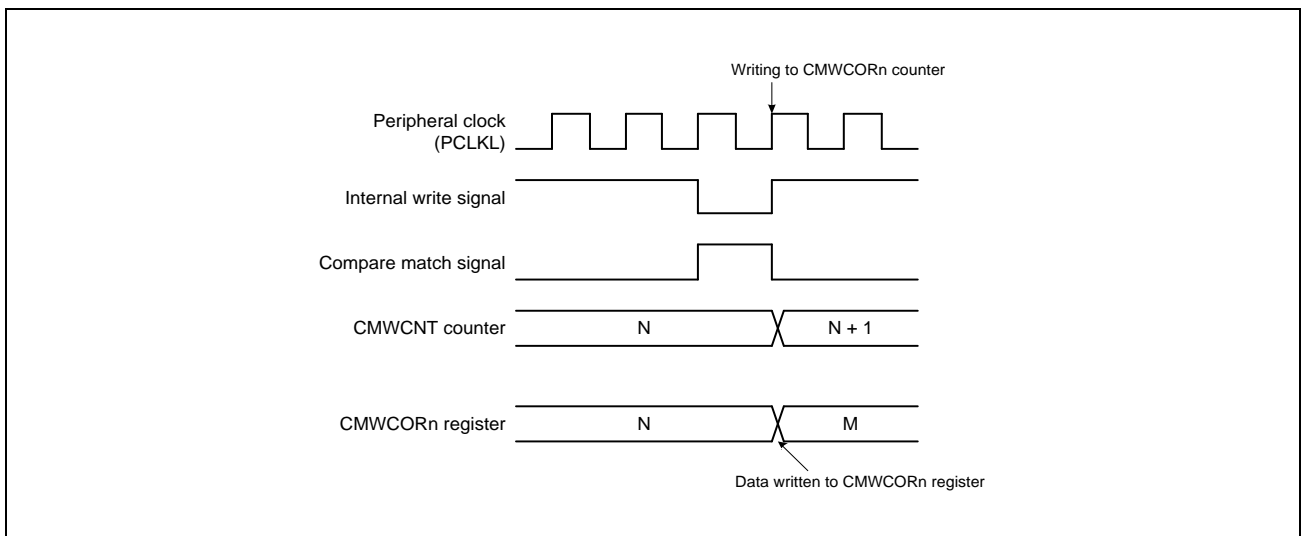 Writing to CMWCORn counter
Peripheral clock
(PCLKL)
Internal write signal
Compare match signal
CMWCNT counter
N
N + 1
CMWCORn register
N
M
Data written to CMWCORn register